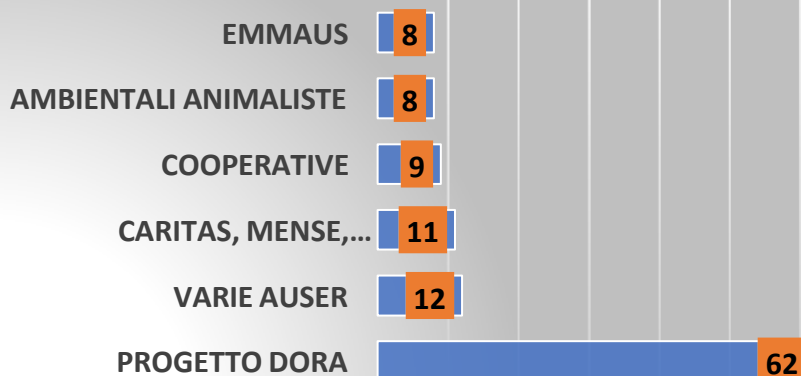 EMMAUS 8
AMBIENTALI ANIMALISTE 8
COOPERATIVE 9
CARITAS, MENSE,... 11
VARIE AUSER 12
PROGETTO DORA 62